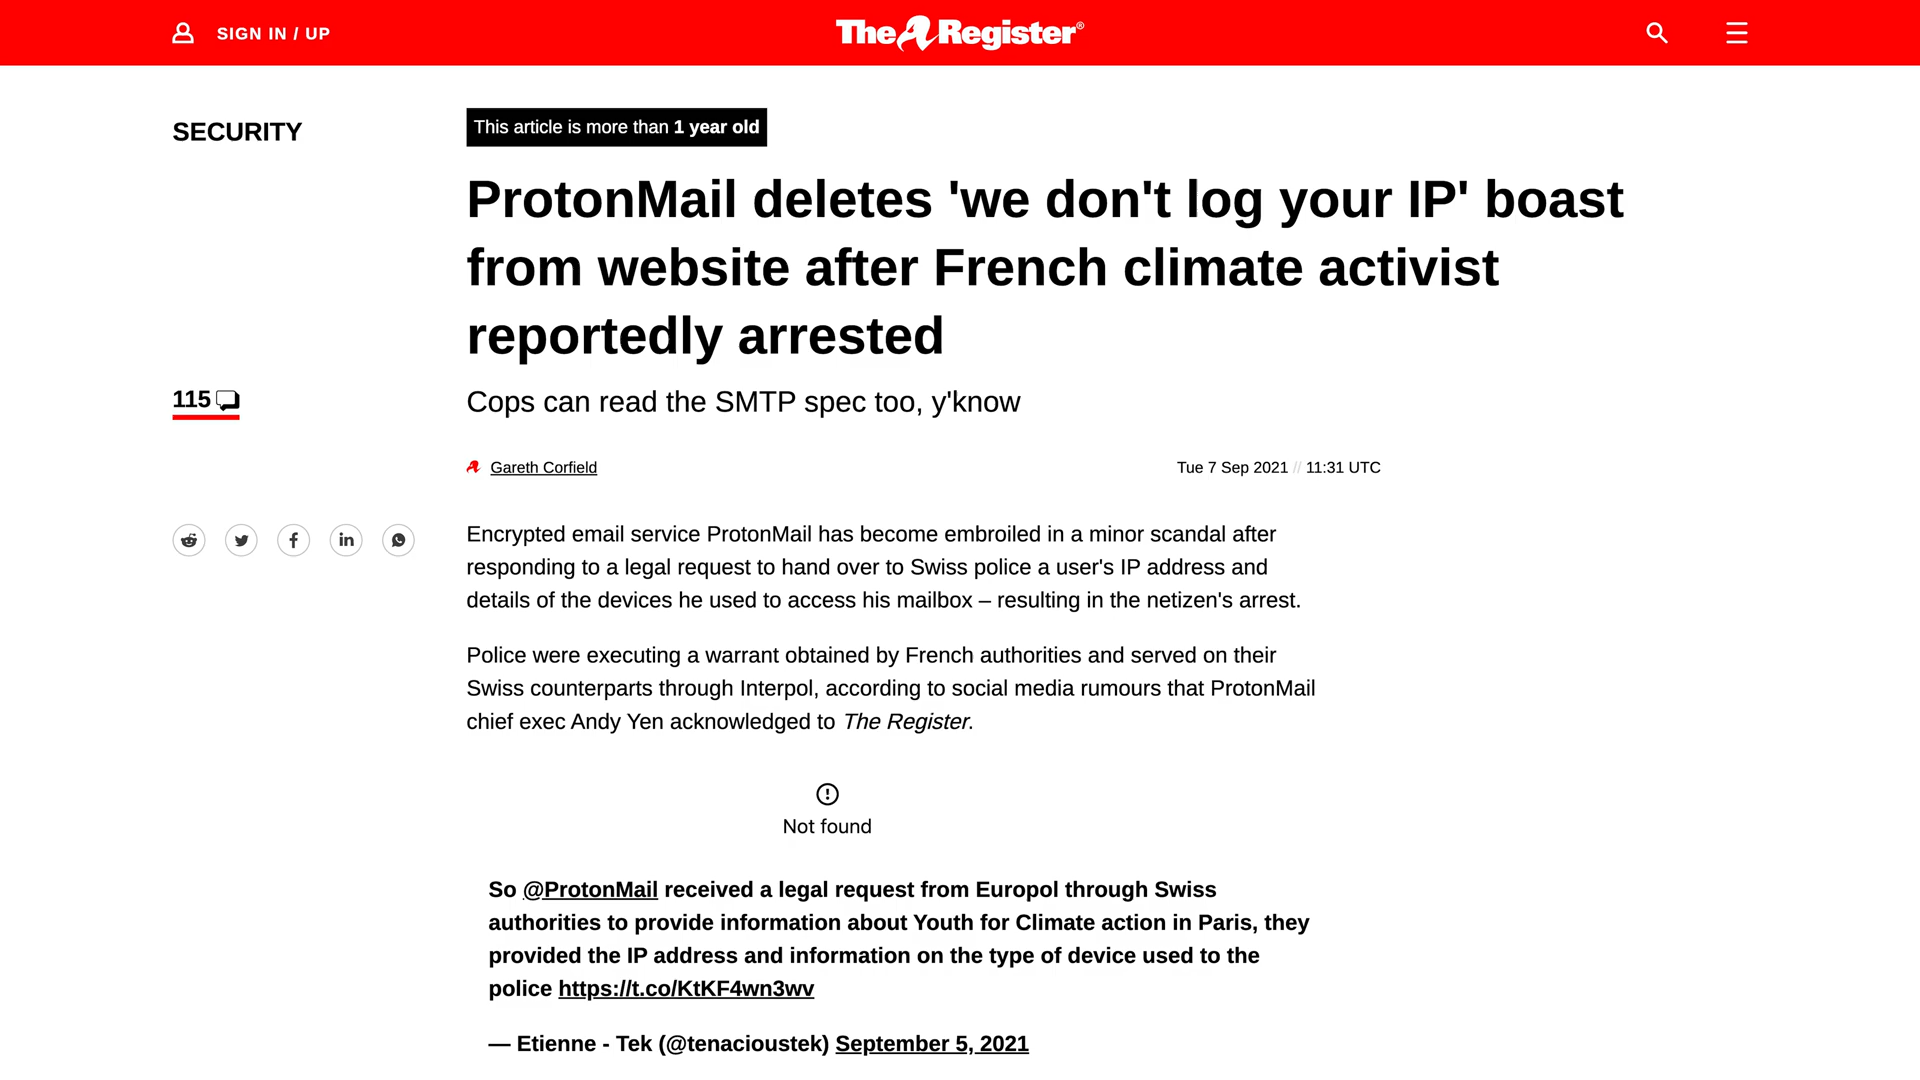 SIGN IN / UP
The Register®
SECURITY
This article is more than 1 year old
ProtonMail deletes 'we don't log your IP' boast
from website after French climate activist
reportedly arrested
115
Cops can read the SMTP spec too, y'know
Gareth Corfield
Tue 7 Sep 2021 // 11:31 UTC
Encrypted email service ProtonMail has become embroiled in a minor scandal after
responding to a legal request to hand over to Swiss police a user's IP address and
details of the devices he used to access his mailbox – resulting in the netizen's arrest.
Police were executing a warrant obtained by French authorities and served on their
Swiss counterparts through Interpol, according to social media rumours that ProtonMail
chief exec Andy Yen acknowledged to The Register.
Not found
So @ProtonMail received a legal request from Europol through Swiss
authorities to provide information about Youth for Climate action in Paris, they
provided the IP address and information on the type of device used to the
police https://t.co/KtKF4wn3wv
— Etienne - Tek (@tenacioustek) September 5, 2021